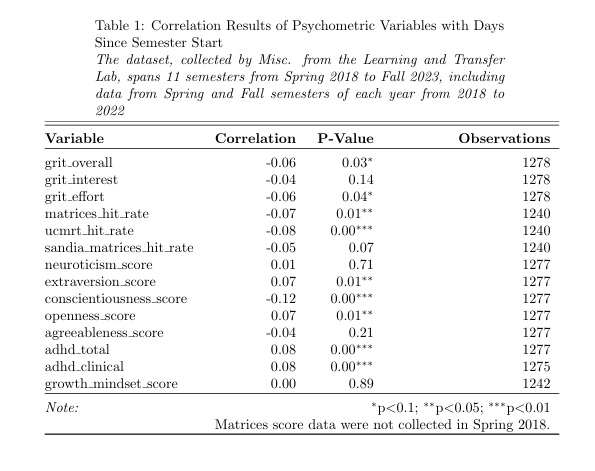 Table 1: Correlation Results of Psychometric Variables with Days
Since Semester Start
The dataset, collected by Misc. from the Learning and Transfer
Lab, spans 11 semesters from Spring 2018 to Fall 2023, including
data from Spring and Fall semesters of each year from 2018 to
2022
Variable Correlation P-Value Observations
grit_overall -0.06 0.03* 1278
grit_interest -0.04 0.14 1278
grit_effort -0.06 0.04* 1278
matrices_hit_rate -0.07 0.01** 1240
ucmrt_hit_rate -0.08 0.00*** 1240
sandia_matrices_hit_rate -0.05 0.07 1240
neuroticism_score 0.01 0.71 1277
extraversion_score 0.07 0.01** 1277
conscientiousness_score -0.12 0.00*** 1277
openness_score 0.07 0.01** 1277
agreeableness_score -0.04 0.21 1277
adhd_total 0.08 0.00*** 1277
adhd_clinical 0.08 0.00*** 1275
growth_mindset_score 0.00 0.89 1242
Note: *p<0.1; **p<0.05; ***p<0.01
Matrices score data were not collected in Spring 2018.